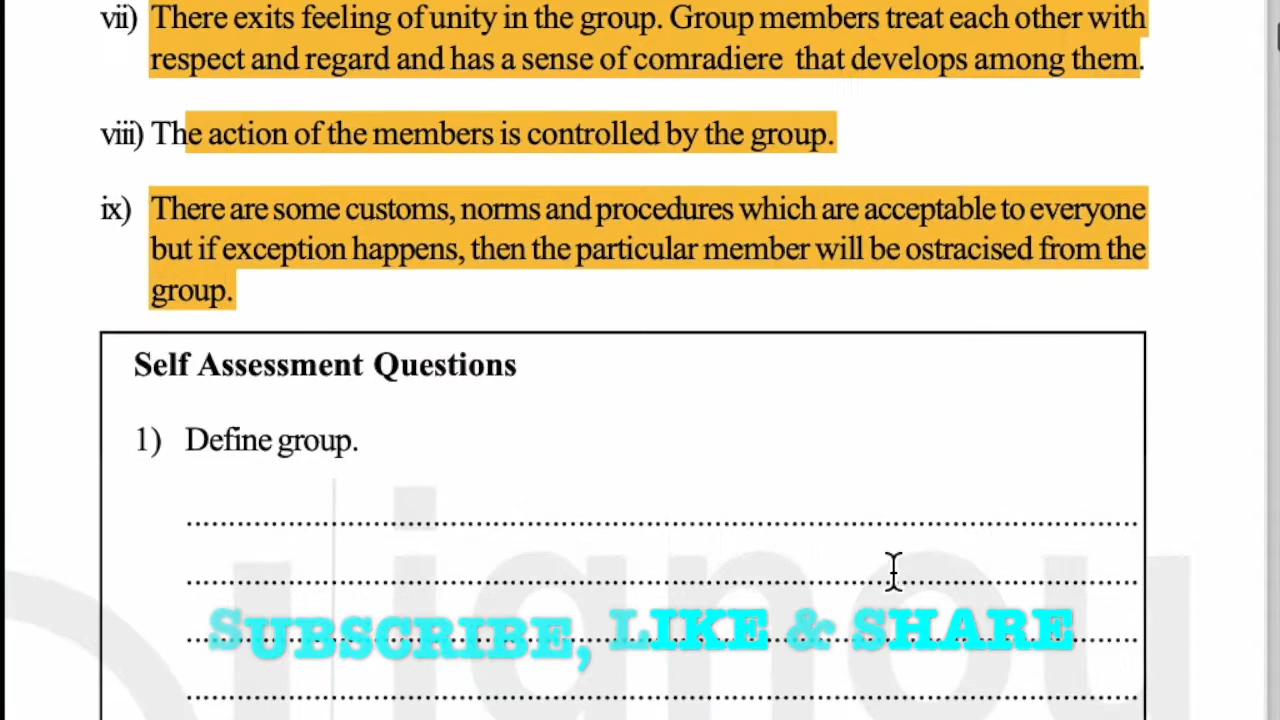 vii) There exits feeling of unity in the group. Group members treat each other with
respect and regard and has a sense of comradiere that develops among them.
viii) The action of the members is controlled by the group.
ix) There are some customs, norms and procedures which are acceptable to everyone
but if exception happens, then the particular member will be ostracised from the
group.
Self Assessment Questions
1) Define group.
ignou
SUBSCRIBE, LIKE & SHARE